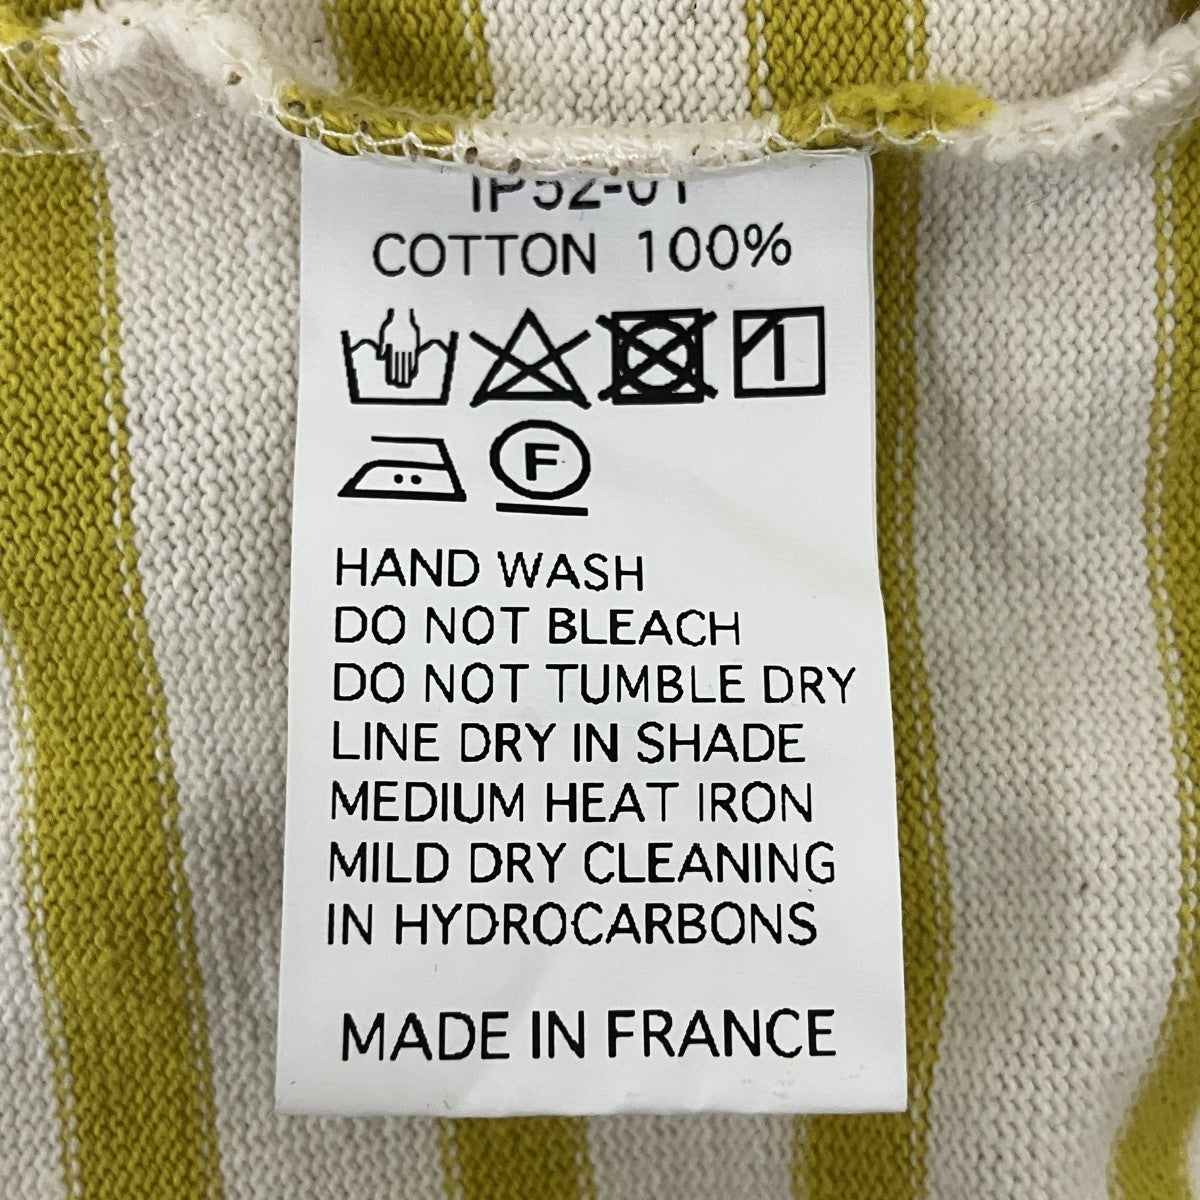 IP52-01
COTTON 100%
F
HAND WASH
DO NOT BLEACH
DO NOT TUMBLE DRY
LINE DRY IN SHADE
MEDIUM HEAT IRON
MILD DRY CLEANING
IN HYDROCARBONS
MADE IN FRANCE